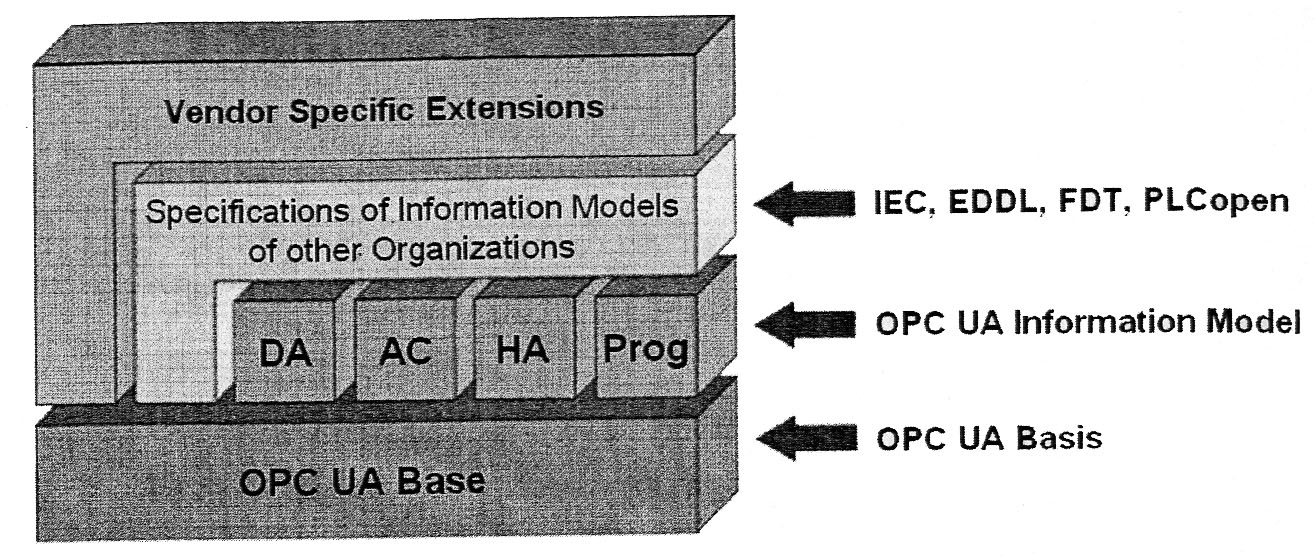 Vendor Specific Extensions
Specifications of Information Models
of other Organizations
IEC, EDDL, FDT, PLCopen
DA AC HA Prog
OPC UA Information Model
OPC UA Base
OPC UA Basis